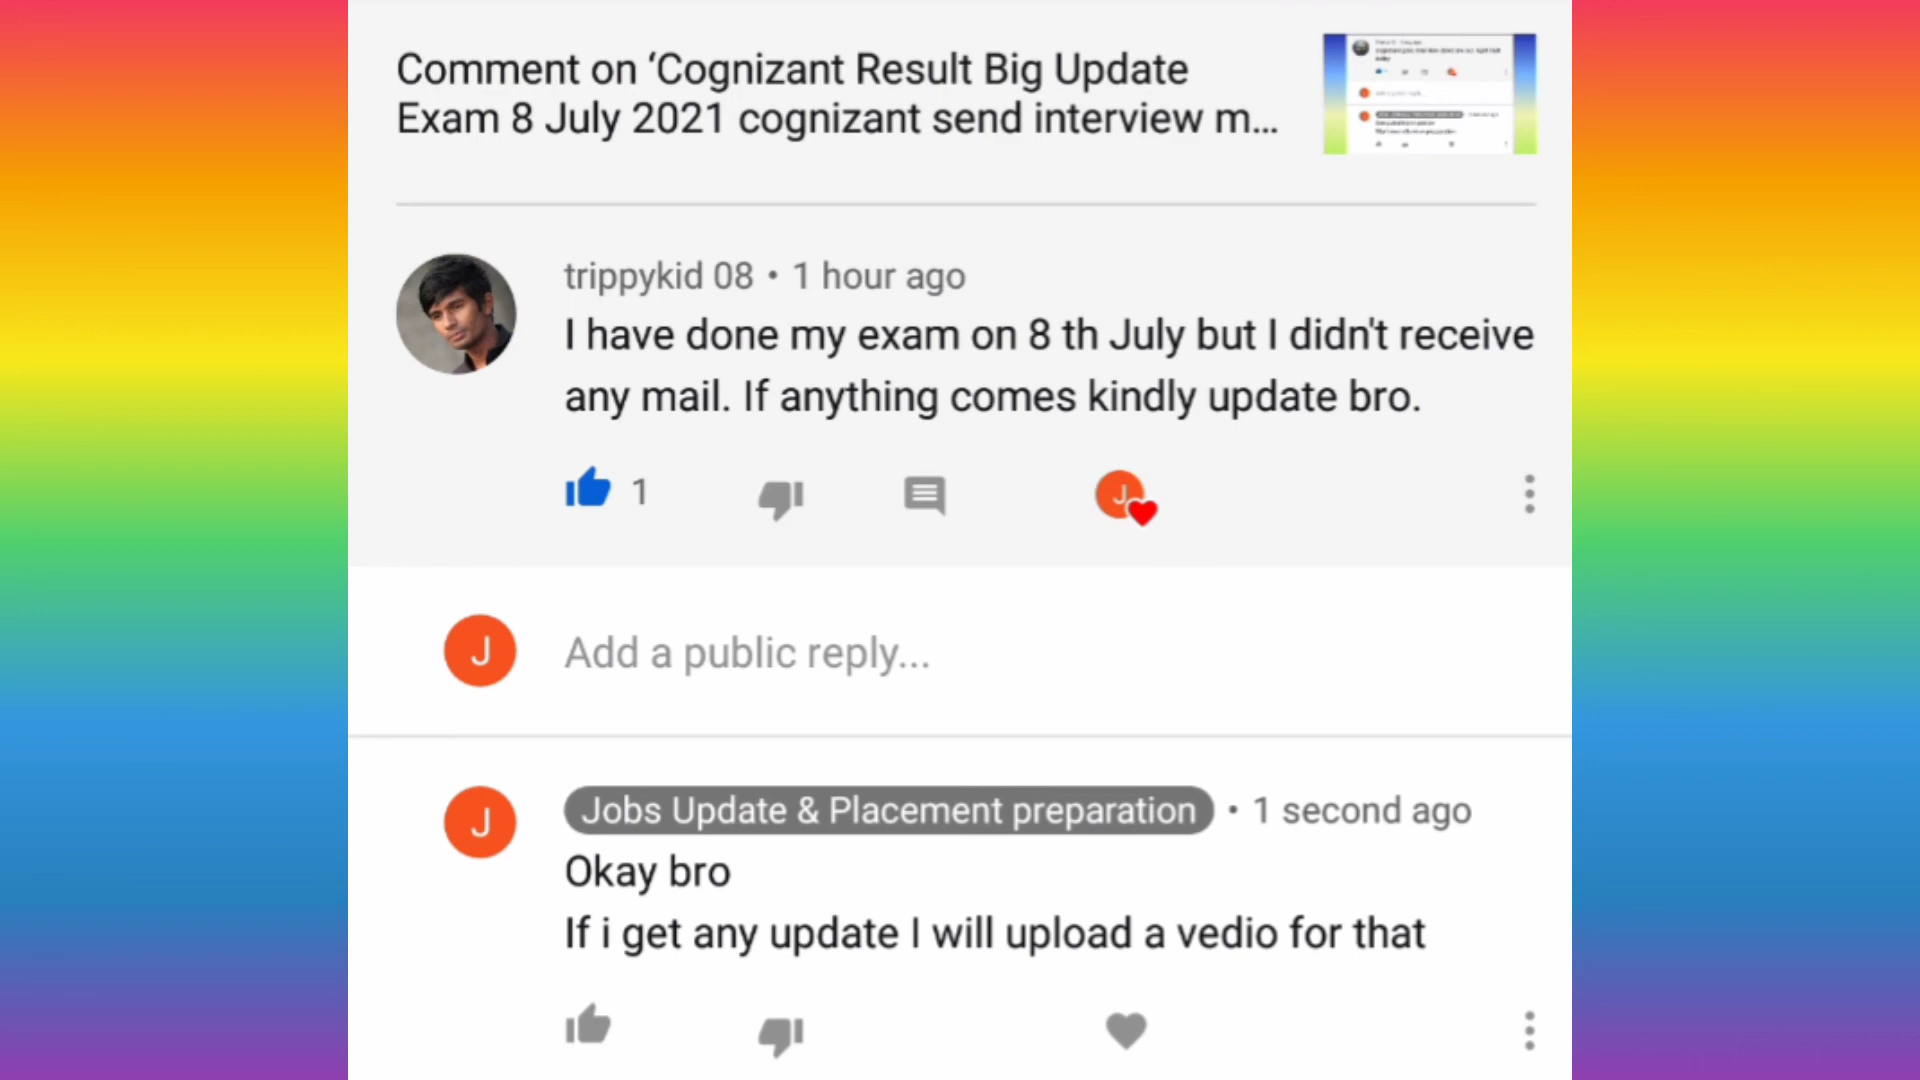 Comment on ‘Cognizant Result Big Update
Exam 8 July 2021 cognizant send interview m...
trippykid 08 • 1 hour ago
I have done my exam on 8 th July but I didn't receive
any mail. If anything comes kindly update bro.
1
J
J
Add a public reply...
J
Jobs Update & Placement preparation • 1 second ago
Okay bro
If i get any update I will upload a vedio for that